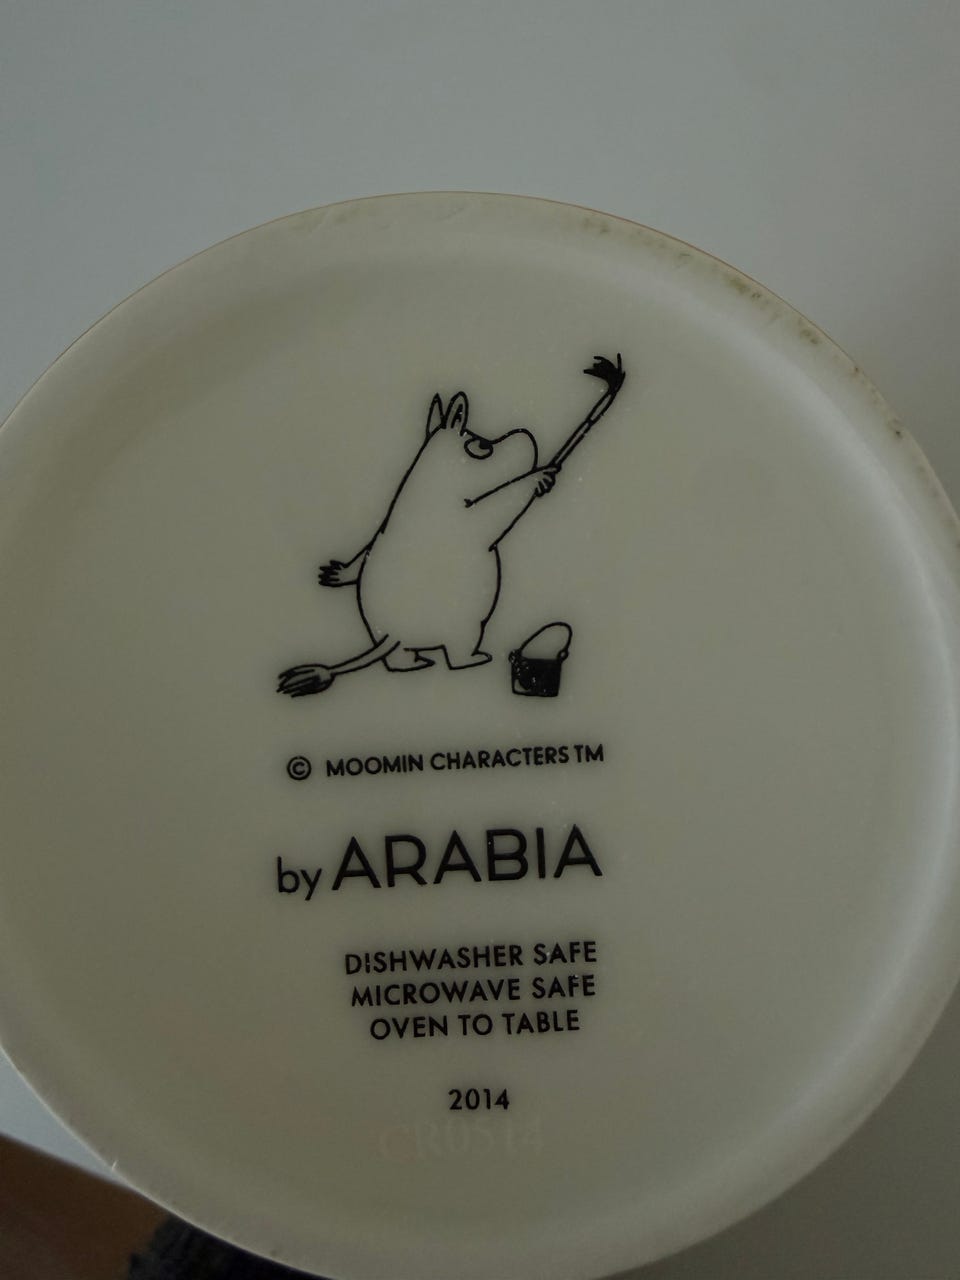 © MOOMIN CHARACTERS TM
by ARABIA
DISHWASHER SAFE
MICROWAVE SAFE
OVEN TO TABLE
2014